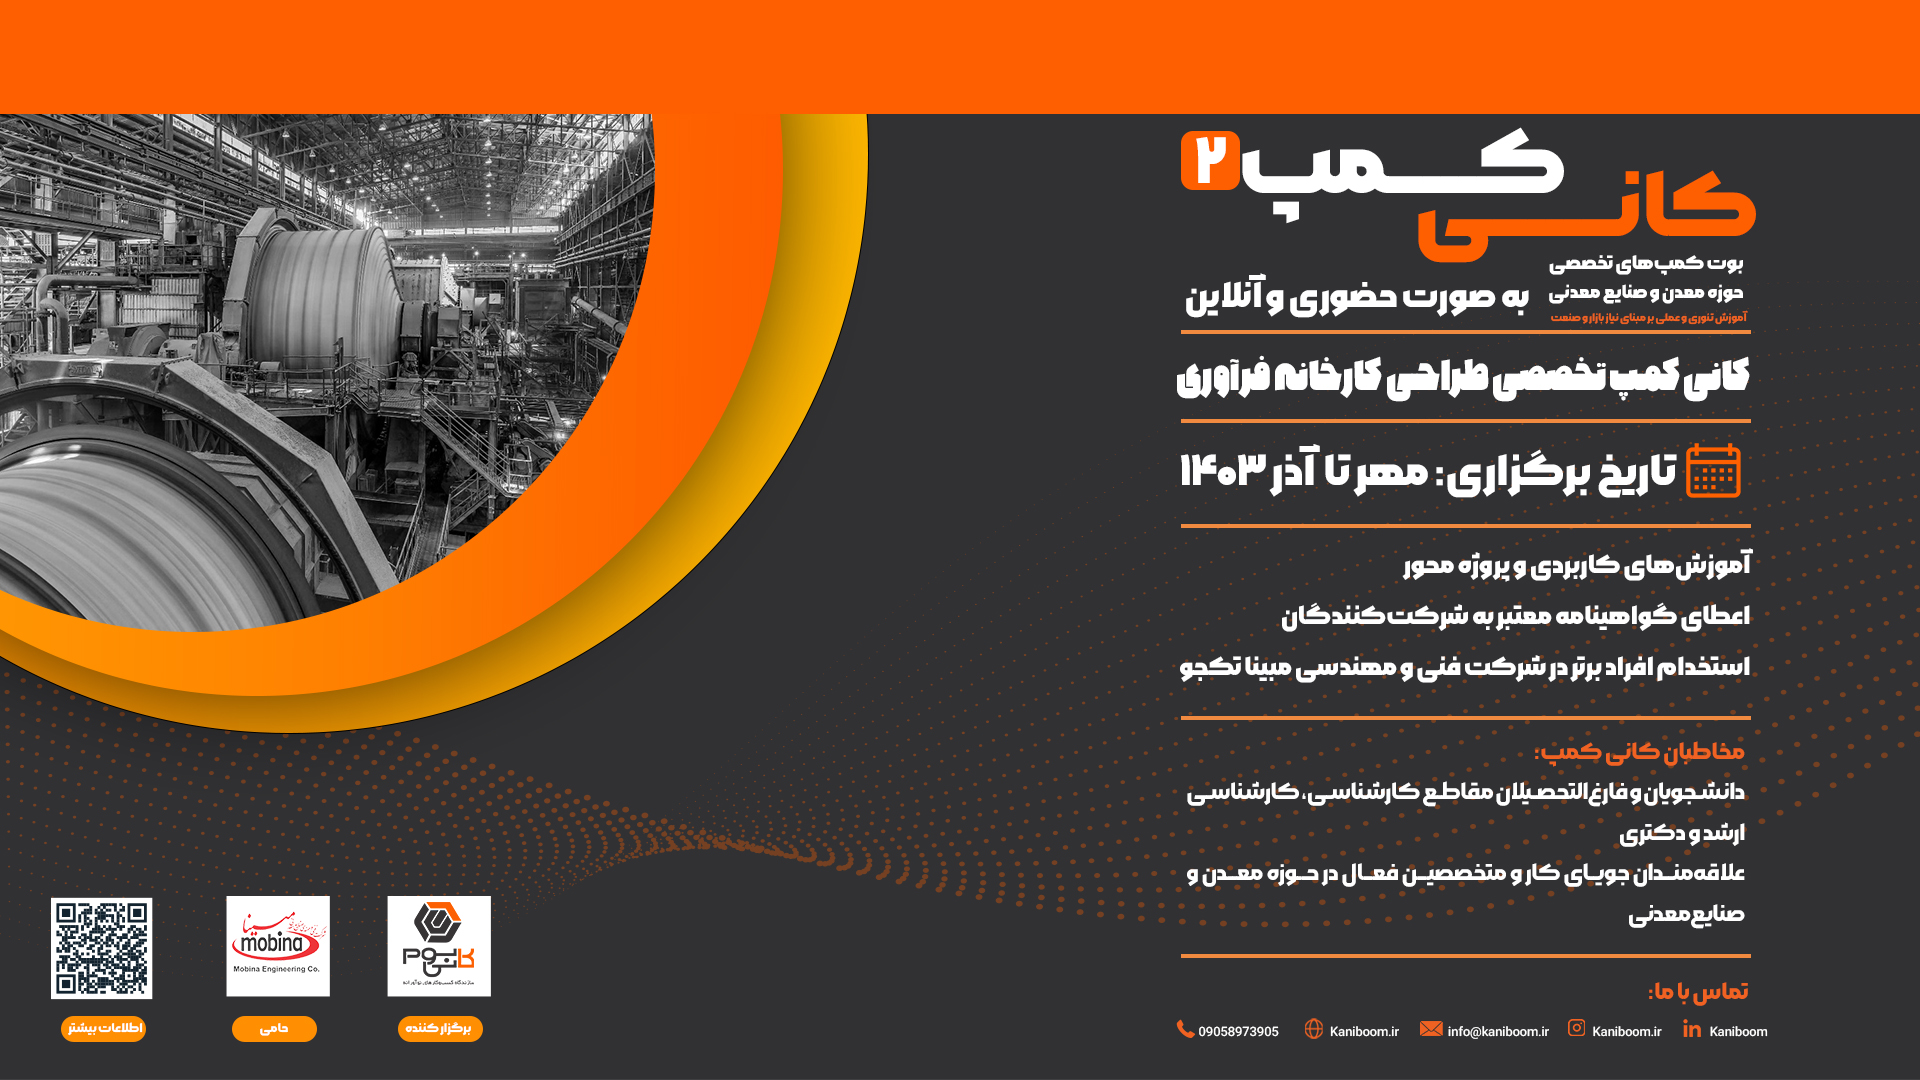 کانی کمپ ۲
بوت کمپ‌های تخصصی
حوزه معدن و صنایع معدنی
آموزش تئوری و عملی بر مبنای نیاز بازار و صنعت
به صورت حضوری و آنلاین
کانی کمپ تخصصی طراحی کارخانه فرآوری
تاریخ برگزاری: مهر تا آذر ۱۴۰۳
آموزش‌های کاربردی و پروژه محور
اعطای گواهینامه معتبر به شرکت‌کنندگان
استخدام افراد برتر در شرکت فنی و مهندسی مبینا تکجو
مخاطبان کانی کمپ:
دانشجویان و فارغ‌التحصیلان مقاطع کارشناسی، کارشناسی
ارشد و دکتری
علاقه‌مندان جویای کار و متخصصین فعال در حوزه معدن و
صنایع‌معدنی
تماس با ما:
09058973905 Kaniboom.ir info@kaniboom.ir Kaniboom.ir Kaniboom
کانی بوم
مبینا
mobina
Mobina Engineering Co.
برگزار کننده
حامی
اطلاعات بیشتر